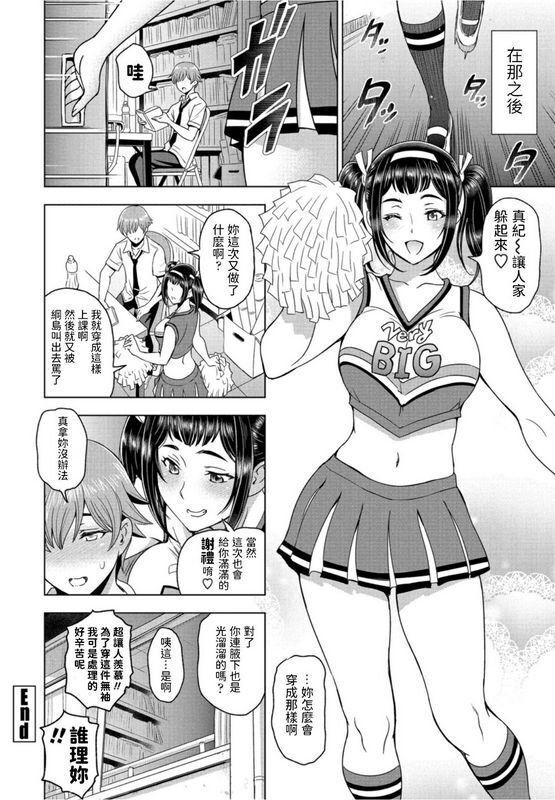 在那之後
ダッ
ダッ
ダッ
哇
真紀～讓人家
躲起來♡
Very
BIG
妳這次又做了
什麼啊？
我就穿成這樣
上課啊
然後就又被
綱島叫出去罵了
…妳怎麼會
穿成那樣啊
真拿妳沒辦法
當然
這次也會
給你滿滿的
謝禮唷♡
對了
你連腋下也是
光溜溜的嗎？
咦這…是啊
超讓人羨慕!!
為了穿這件無袖
我可是處理的
好辛苦呢
誰理妳
!!
End